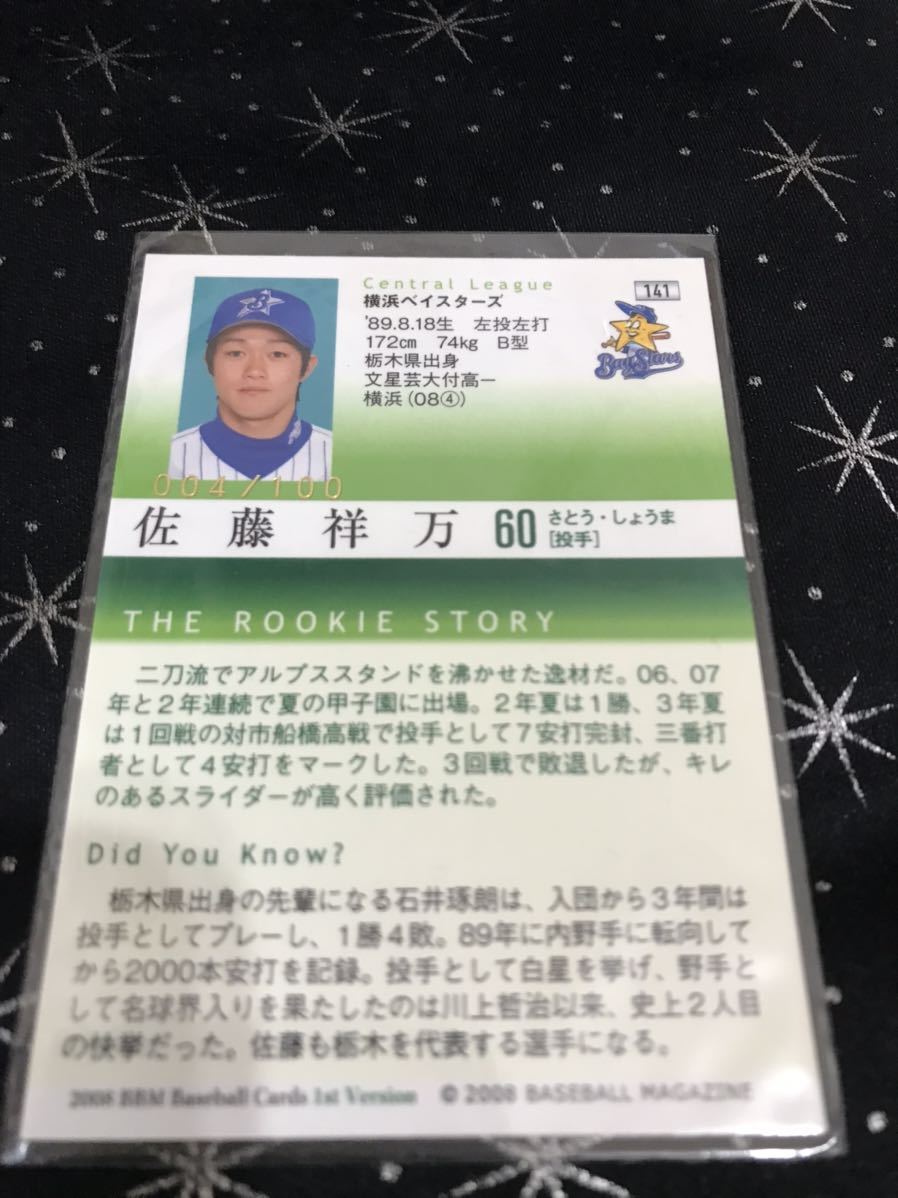 Central League
横浜ベイスターズ
'89.8.18生 左投左打
172cm 74kg B型
栃木県出身
文星芸大付高―
横浜(08④)
141
BayStars
004/100
佐藤祥万 60 さとう・しょうま
[投手]
THE ROOKIE STORY
二刀流でアルプススタンドを沸かせた逸材だ。06、07
年と2年連続で夏の甲子園に出場。2年夏は1勝、3年夏
は1回戦の対市船橋高戦で投手として7安打完封、三番打
者として4安打をマークした。3回戦で敗退したが、キレ
のあるスライダーが高く評価された。
Did You Know?
栃木県出身の先輩になる石井琢朗は、入団から3年間は
投手としてプレーし、1勝4敗。89年に内野手に転向して
から2000本安打を記録。投手として白星を挙げ、野手と
して名球界入りを果たしたのは川上哲治以来、史上2人目
の快挙だった。佐藤も栃木を代表する選手になる。
2008 BBM Baseball Cards 1st Version © 2008 BASEBALL MAGAZINE